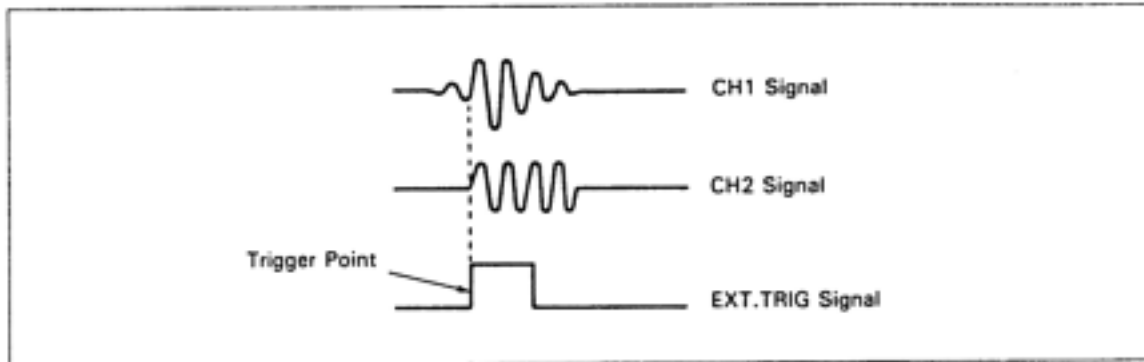 CH1 Signal
CH2 Signal
Trigger Point
EXT.TRIG Signal